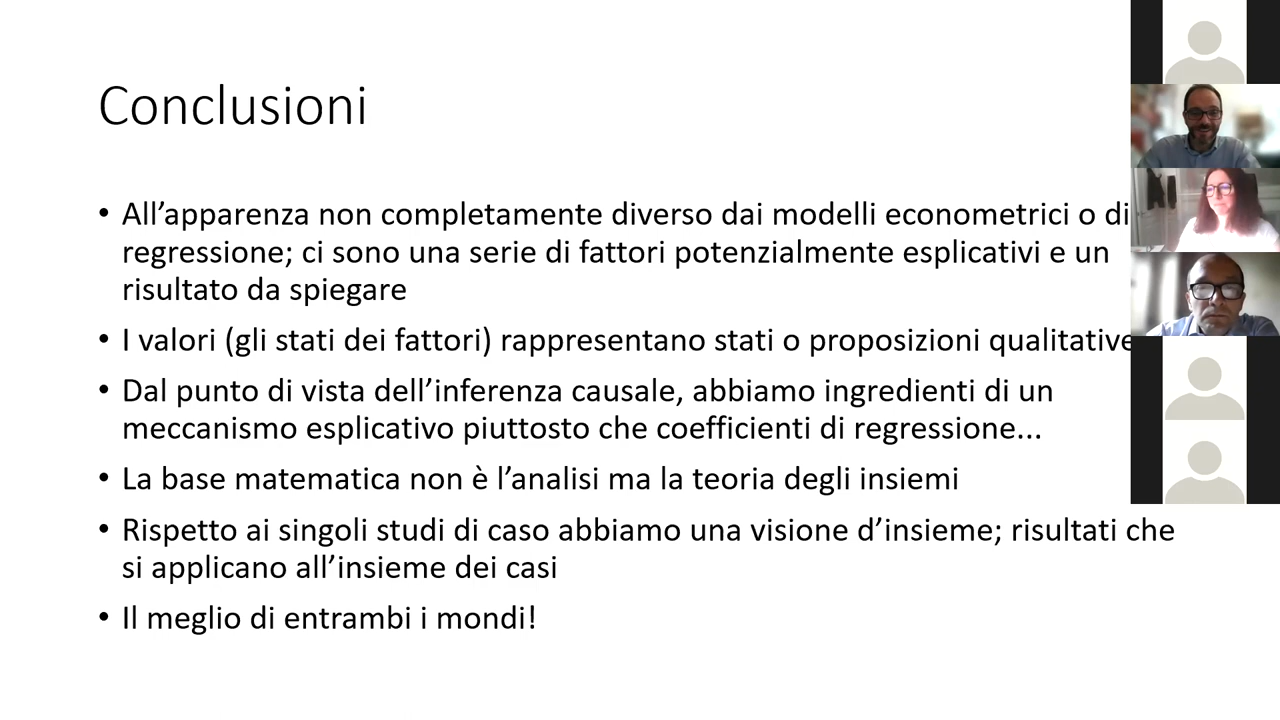 Conclusioni
• All’apparenza non completamente diverso dai modelli econometrici o di
regressione; ci sono una serie di fattori potenzialmente esplicativi e un
risultato da spiegare
• I valori (gli stati dei fattori) rappresentano stati o proposizioni qualitative
• Dal punto di vista dell’inferenza causale, abbiamo ingredienti di un
meccanismo esplicativo piuttosto che coefficienti di regressione...
• La base matematica non è l’analisi ma la teoria degli insiemi
• Rispetto ai singoli studi di caso abbiamo una visione d’insieme; risultati che
si applicano all’insieme dei casi
• Il meglio di entrambi i mondi!